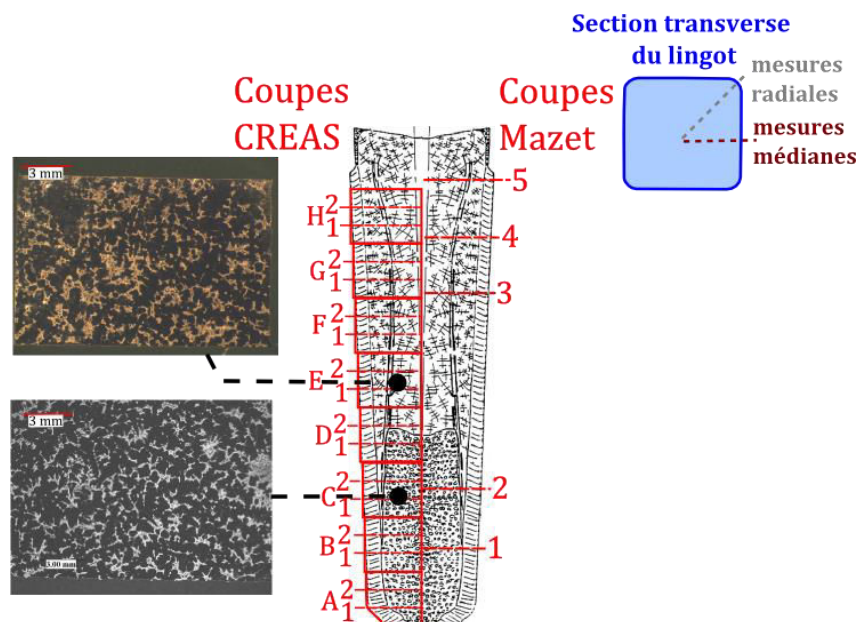 Section transverse
du lingot
mesures
radiales
mesures
médianes
Coupes
CREAS
Coupes
Mazet
3 mm
5
H 2
1
4
G 2
1
3
F 2
1
E 2
1
3 mm
D 2
1
C 2
1
2
B 2
1
1
3.00 mm
A 2
1